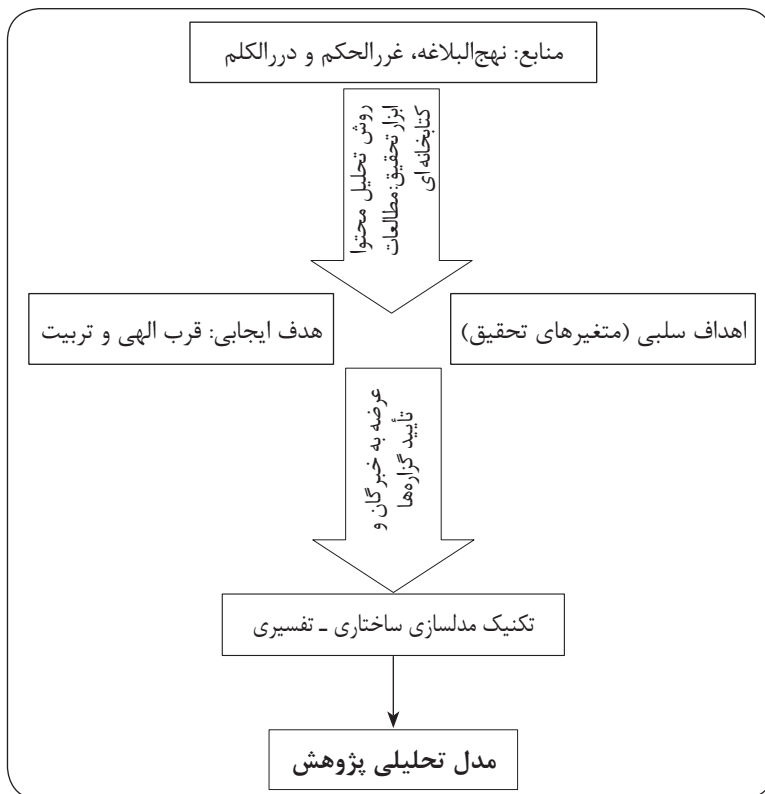 منابع: نهج‌البلاغه، غررالحکم و دررالکلم
روش تحلیل محتوا
ابزار تحقیق:مطالعات
کتابخانه ای
اهداف سلبی (متغیرهای تحقیق)
هدف ایجابی: قرب الهی و تربیت
عرضه به خبرگان و
تأیید گزاره‌ها
تکنیک مدلسازی ساختاری ـ تفسیری
مدل تحلیلی پژوهش